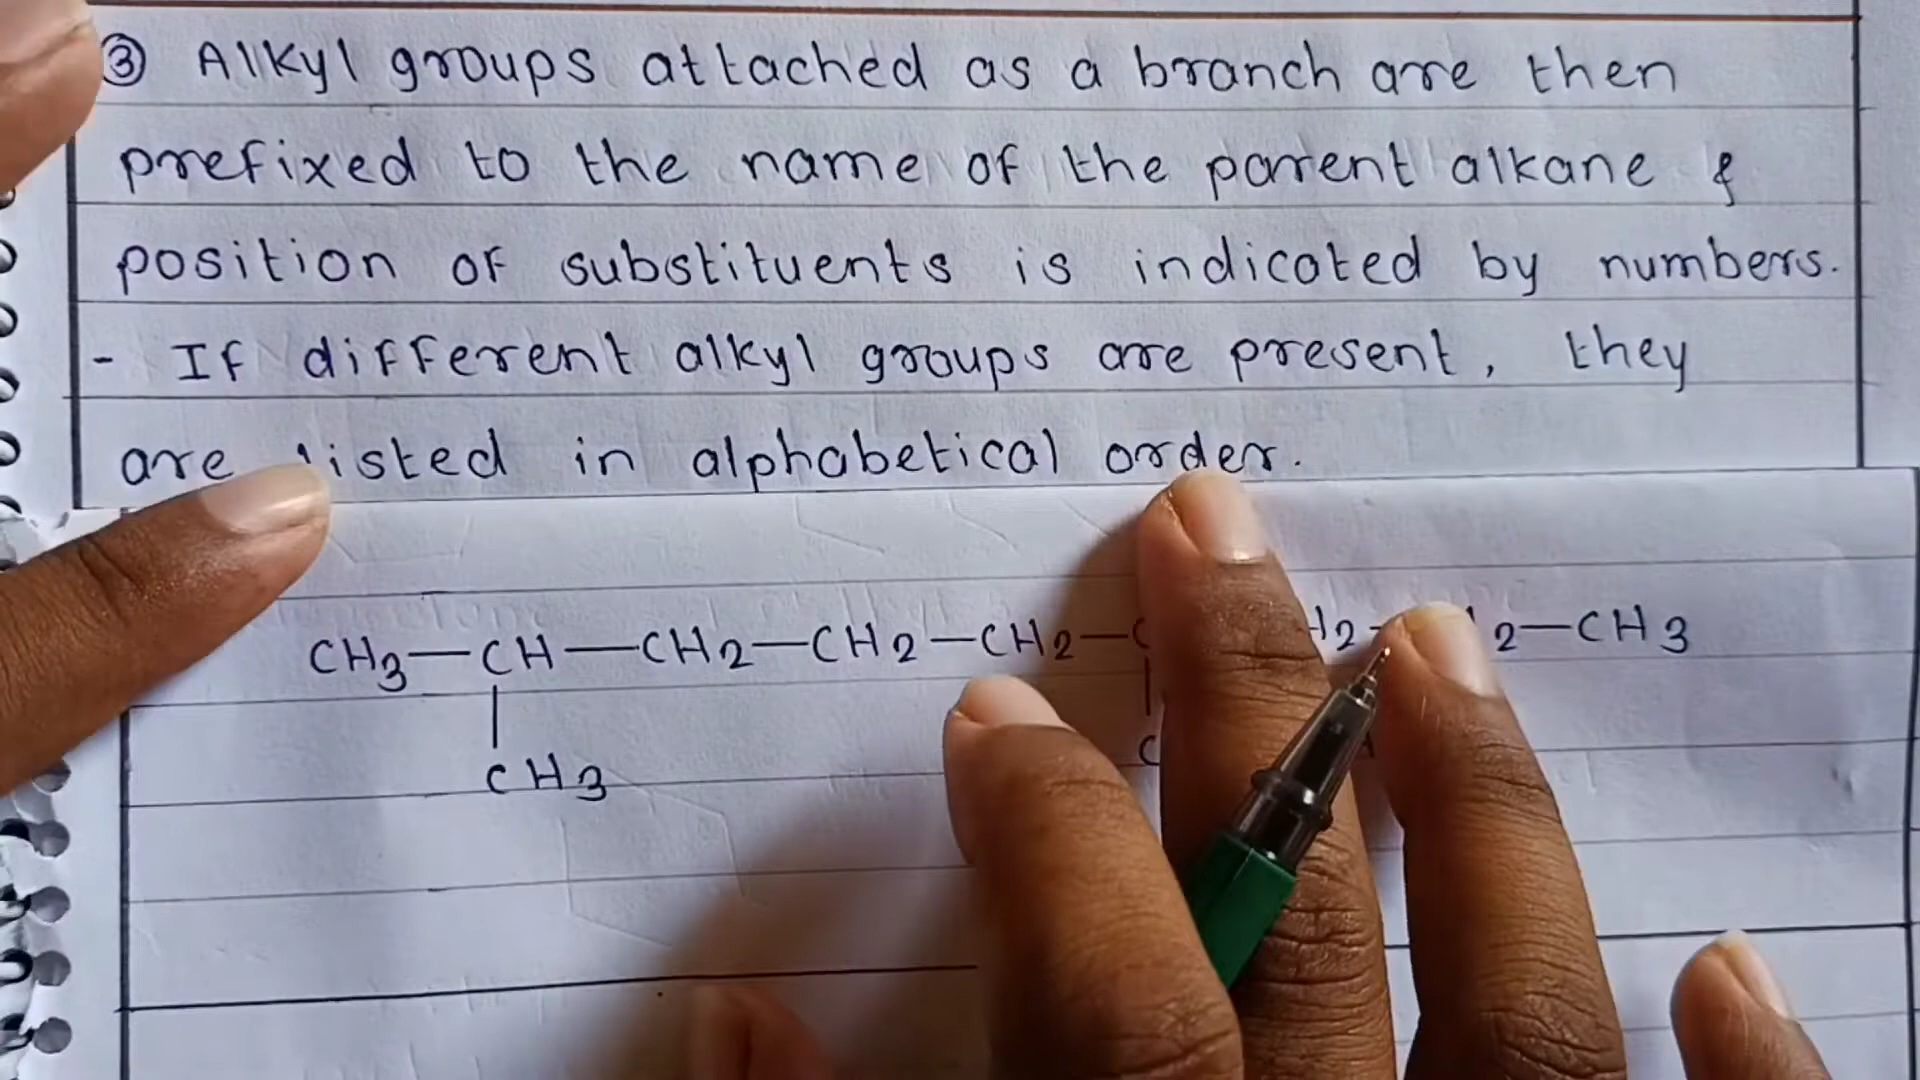 ③ Alkyl groups attached as a branch are then
prefixed to the name of the parent alkane &
position of substituents is indicated by numbers.
- If different alkyl groups are present, they
are listed in alphabetical order.
CH3—CH—CH2—CH2—CH2—C H2— 2—CH3
CH3